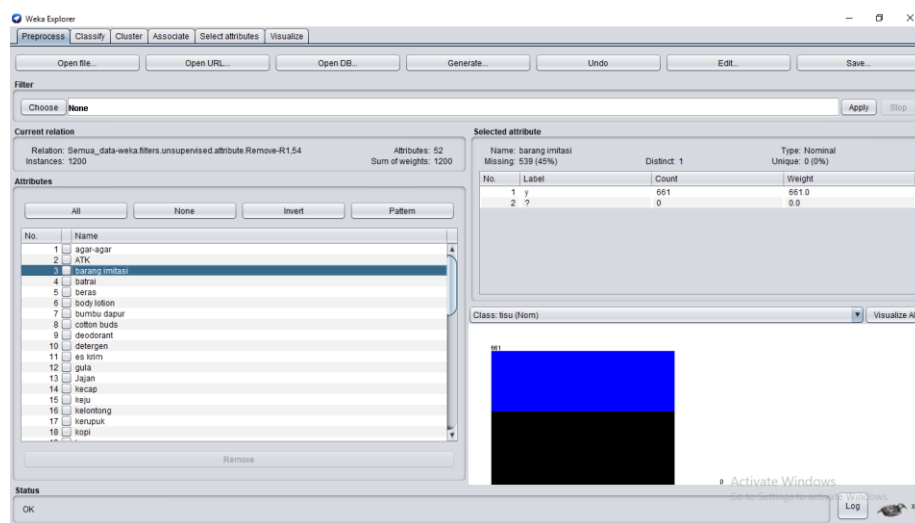 Weka Explorer
Preprocess Classify Cluster Associate Select attributes Visualize
Open file... Open URL... Open DB... Generate... Undo Edit... Save...
Filter
Choose None Apply Stop
Current relation
Relation: Semua_data-weka.filters.unsupervised.attribute.Remove-R1,54 Attributes: 52
Instances: 1200 Sum of weights: 1200
Attributes
All None Invert Pattern
No. Name
1 agar-agar
2 ATK
3 barang imitasi
4 batrai
5 beras
6 body lotion
7 bumbu dapur
8 cotton buds
9 deodorant
10 detergen
11 es krim
12 gula
13 Jajan
14 kecap
15 keju
16 kelontong
17 kerupuk
18 kopi
Remove
Selected attribute
Name: barang imitasi Type: Nominal
Missing: 539 (45%) Distinct: 1 Unique: 0 (0%)
No. Label Count Weight
1 y 661 661.0
2 ? 0 0.0
Class: tisu (Nom) Visualize Al
661
0
Activate Windows
Go to Settings to activate Windows.
Status
OK Log x